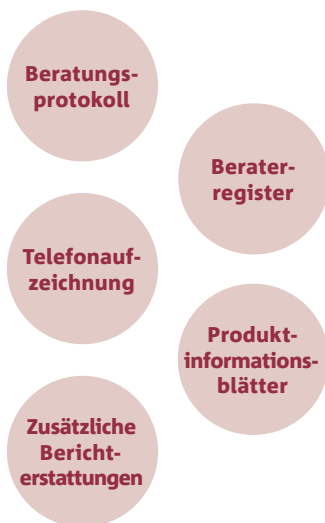 Beratungs-
protokoll
Berater-
register
Telefonauf-
zeichnung
Produkt-
informations-
blätter
Zusätzliche
Bericht-
erstattungen